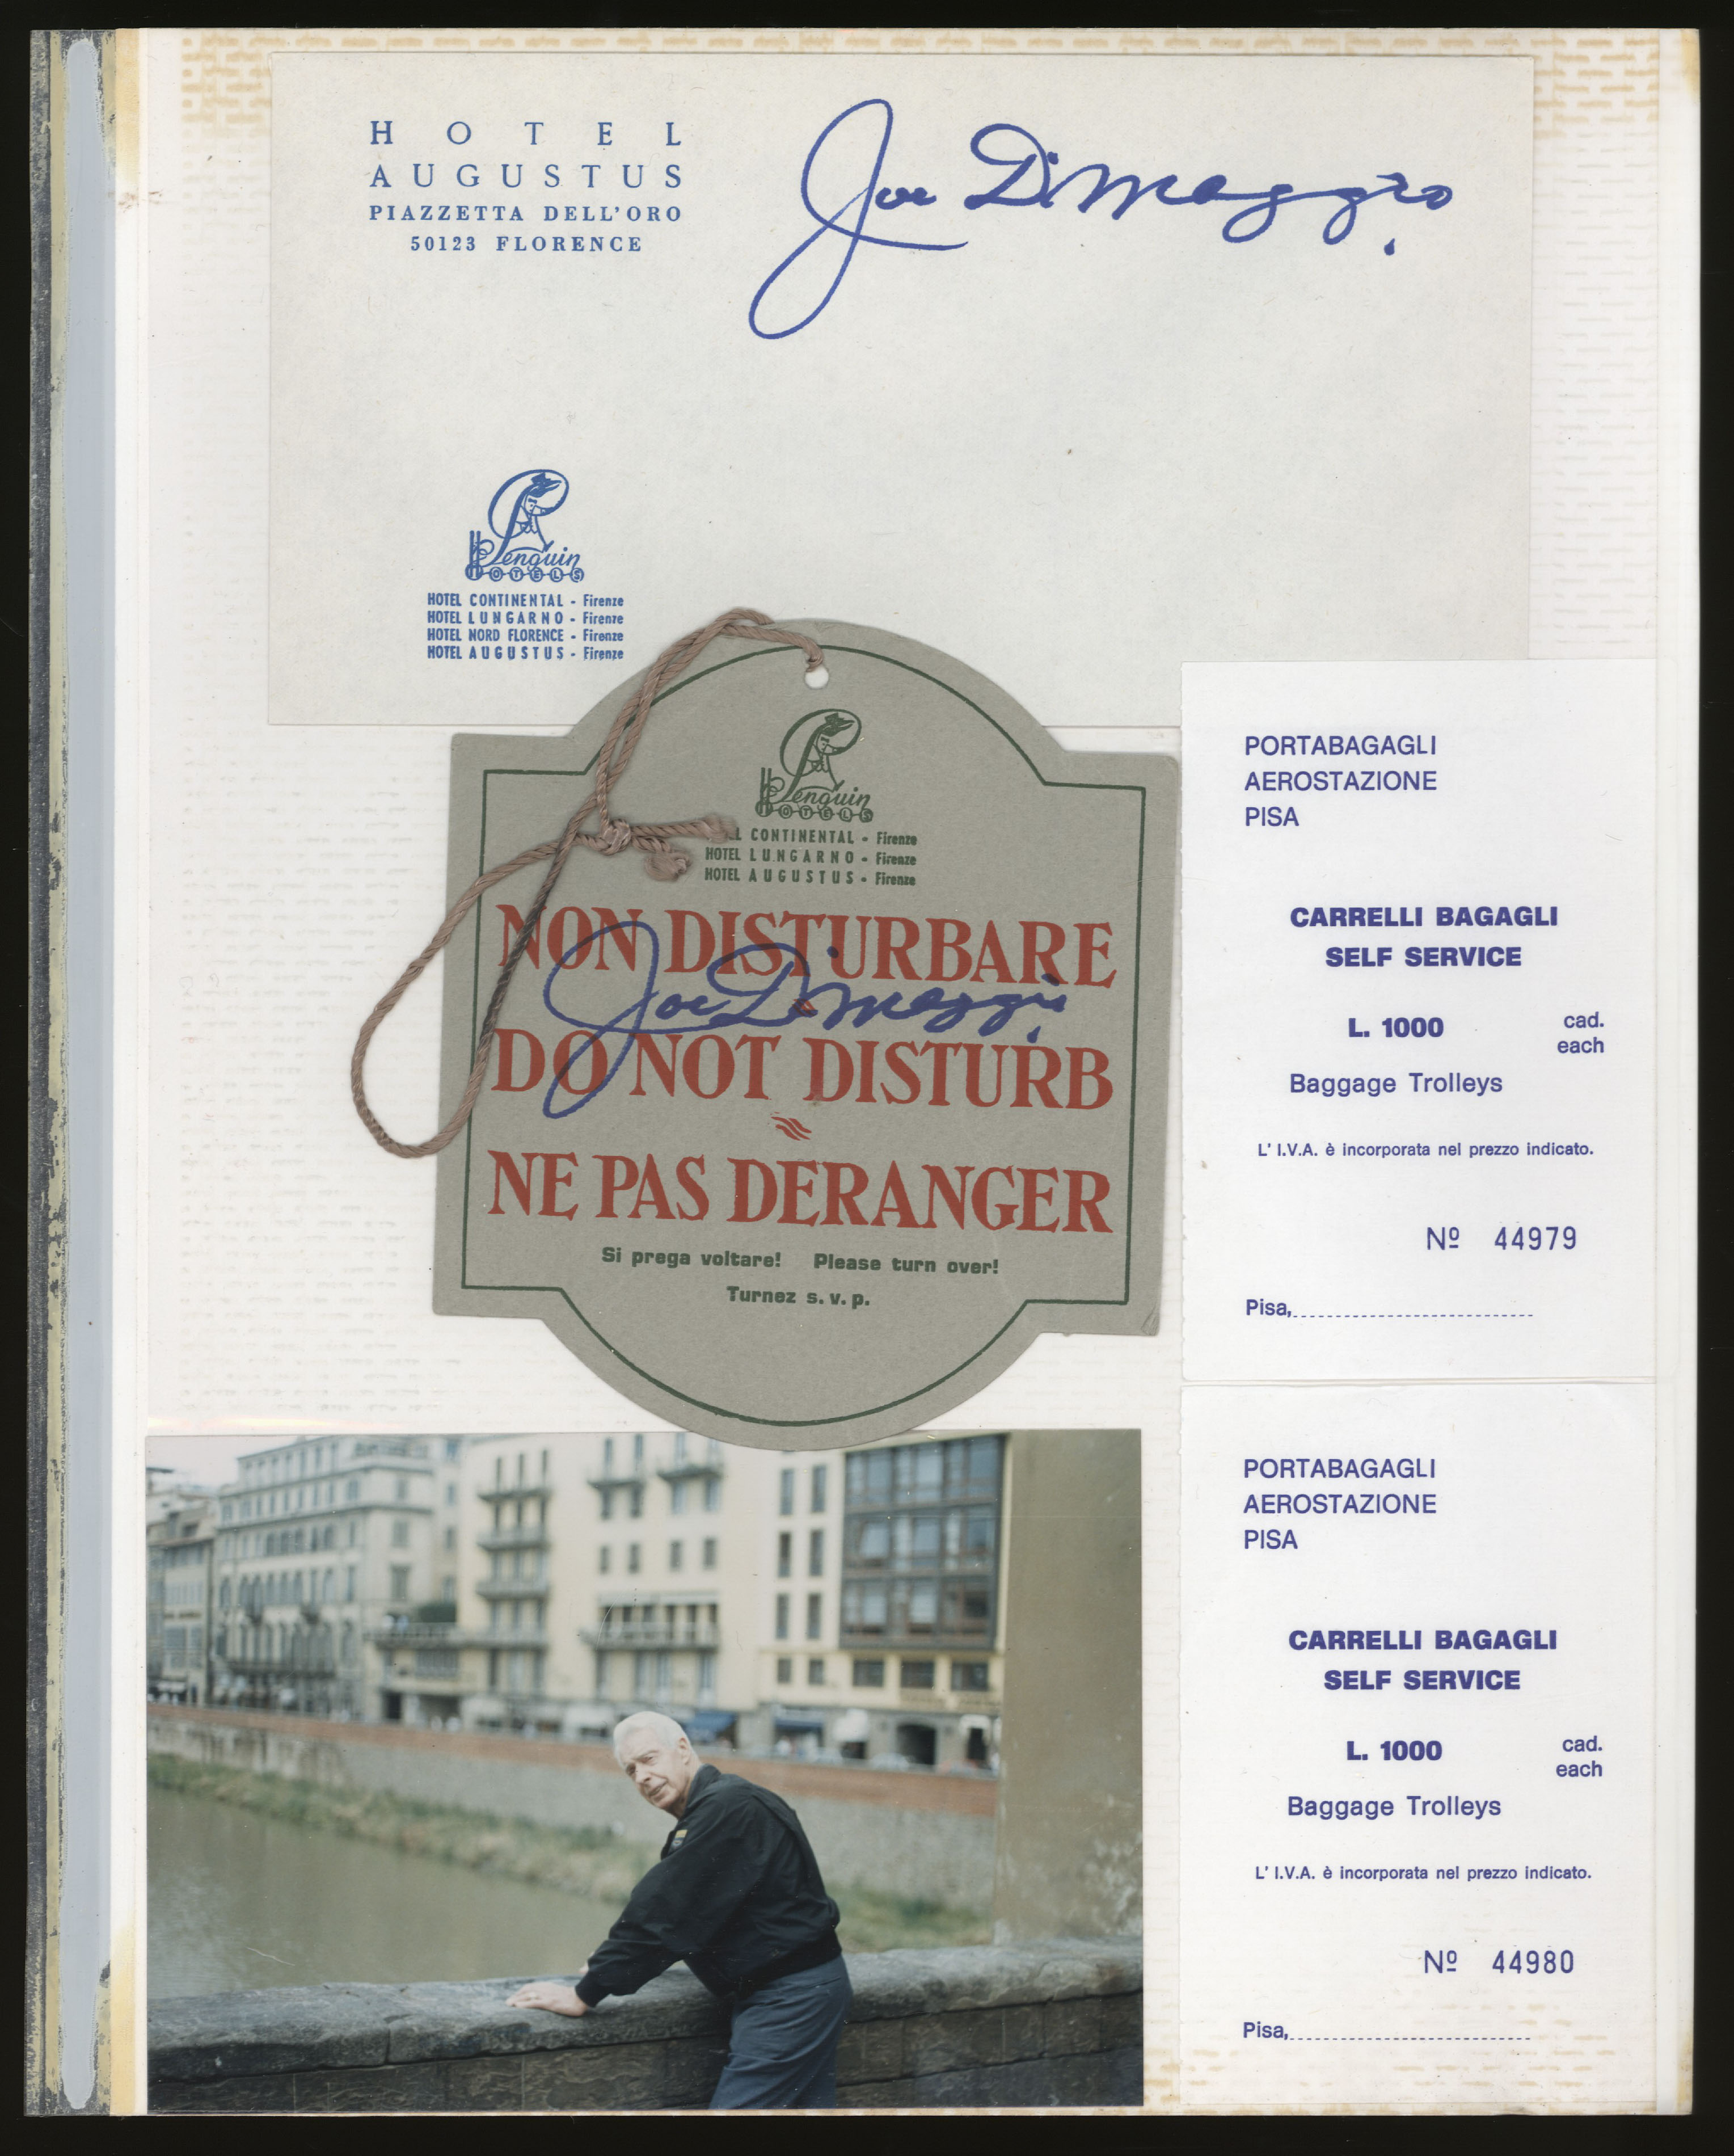 HOTEL
AUGUSTUS
PIAZZETTA DELL'ORO
50123 FLORENCE
Joe DiMaggio
Penguin
HOTELS
HOTEL CONTINENTAL - Firenze
HOTEL LUNGARNO - Firenze
HOTEL NORD FLORENCE - Firenze
HOTEL AUGUSTUS - Firenze
Penguin
HOTELS
L CONTINENTAL - Firenze
HOTEL LUNGARNO - Firenze
HOTEL AUGUSTUS - Firenze
NON DISTURBARE
Joe DiMaggio
DO NOT DISTURB
NE PAS DERANGER
Si prega voltare! Please turn over!
Turnez s. v. p.
PORTABAGAGLI
AEROSTAZIONE
PISA
CARRELLI BAGAGLI
SELF SERVICE
L. 1000 cad.
each
Baggage Trolleys
L' I.V.A. è incorporata nel prezzo indicato.
Nº 44979
Pisa,
PORTABAGAGLI
AEROSTAZIONE
PISA
CARRELLI BAGAGLI
SELF SERVICE
L. 1000 cad.
each
Baggage Trolleys
L' I.V.A. è incorporata nel prezzo indicato.
Nº 44980
Pisa,